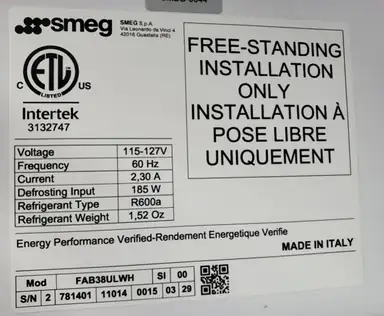 smeg
SMEG S.p.A.
Via Leonardo da Vinci 4
42016 Guastalla (RE)
FREE-STANDING
INSTALLATION
ONLY
INSTALLATION À
POSE LIBRE
UNIQUEMENT
C ETL US
LISTED
Intertek
3132747
Voltage 115-127V
Frequency 60 Hz
Current 2,30 A
Defrosting Input 185 W
Refrigerant Type R600a
Refrigerant Weight 1,52 Oz
Energy Performance Verified-Rendement Energetique Verifie
MADE IN ITALY
Mod FAB38ULWH SI 00
S/N 2 781401 11014 0015 03 29